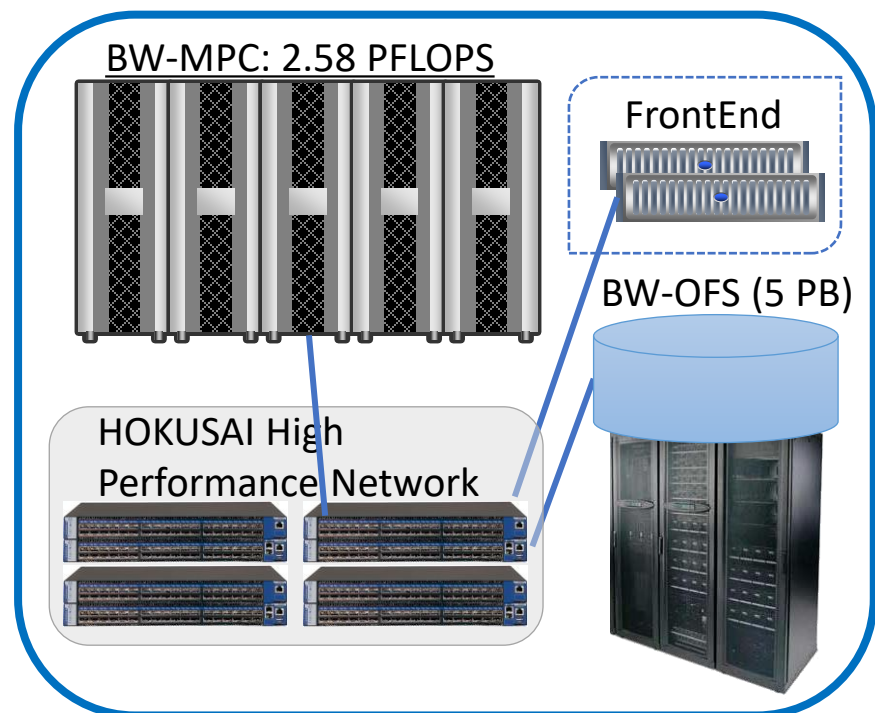 BW-MPC: 2.58 PFLOPS
FrontEnd
BW-OFS (5 PB)
HOKUSAI High
Performance Network